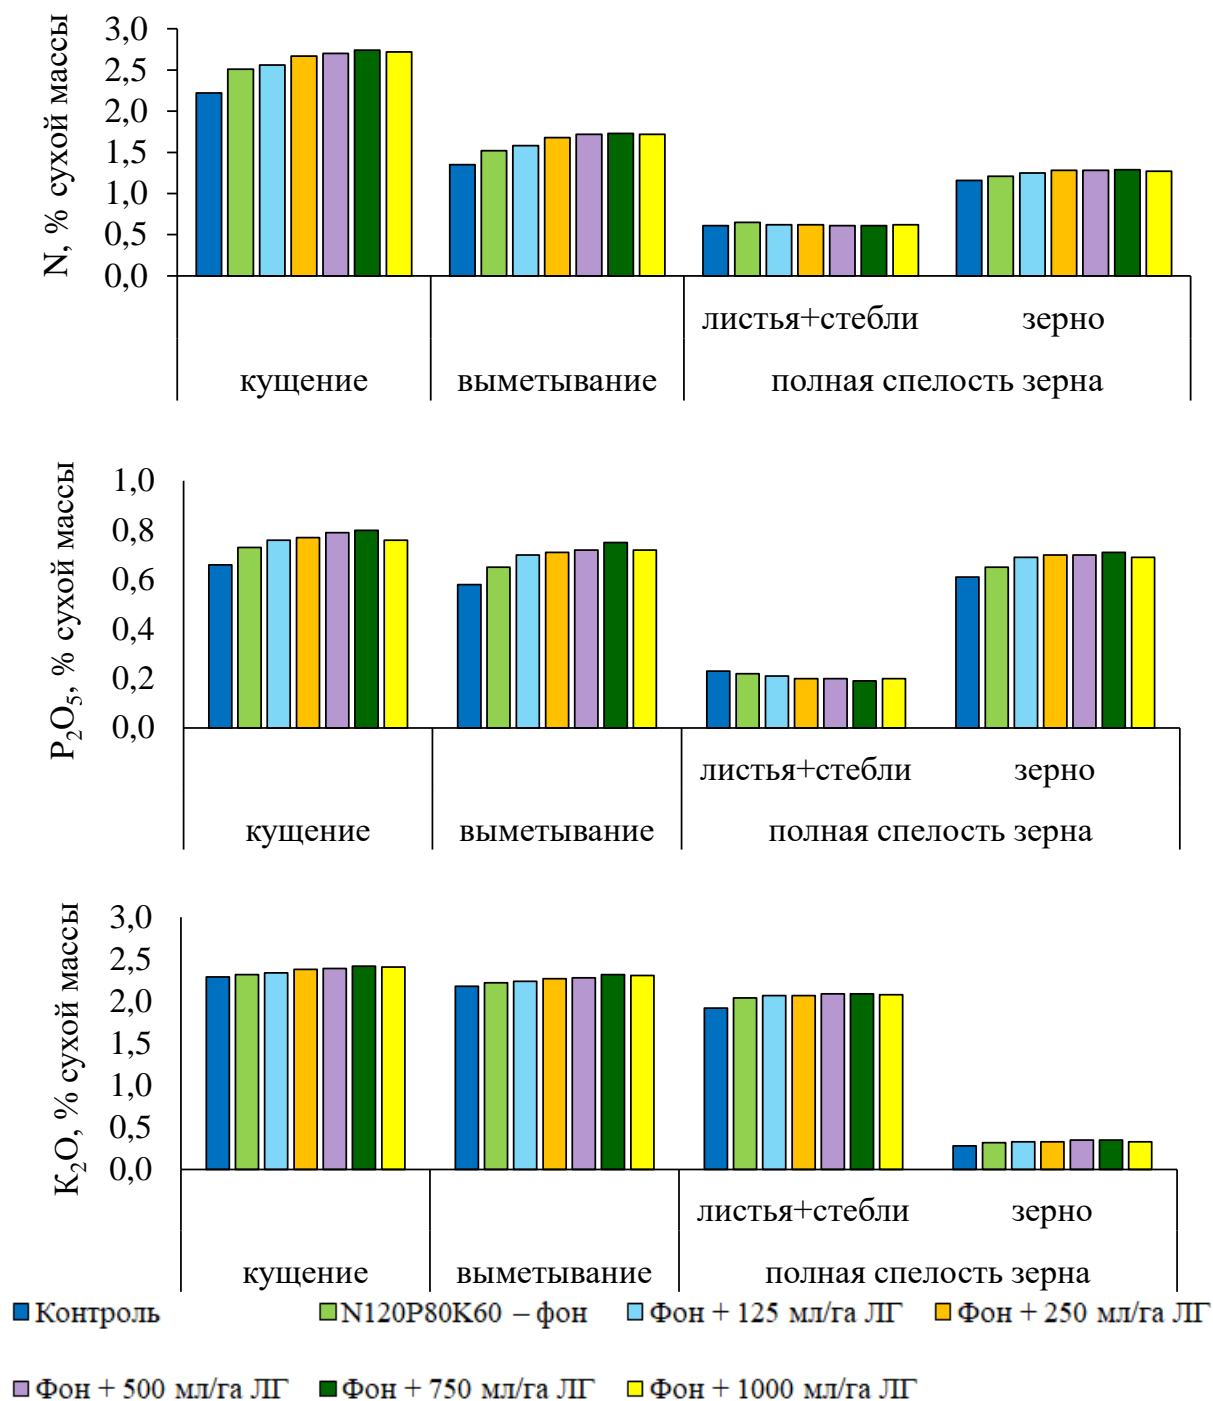 N, % сухой массы
3,0
2,5
2,0
1,5
1,0
0,5
0,0
листья+стебли зерно
кущение выметывание полная спелость зерна
P₂O₅, % сухой массы
1,0
0,8
0,6
0,4
0,2
0,0
листья+стебли зерно
кущение выметывание полная спелость зерна
К₂О, % сухой массы
3,0
2,5
2,0
1,5
1,0
0,5
0,0
листья+стебли зерно
кущение выметывание полная спелость зерна
Контроль N120P80K60 – фон Фон + 125 мл/га ЛГ Фон + 250 мл/га ЛГ
Фон + 500 мл/га ЛГ Фон + 750 мл/га ЛГ Фон + 1000 мл/га ЛГ